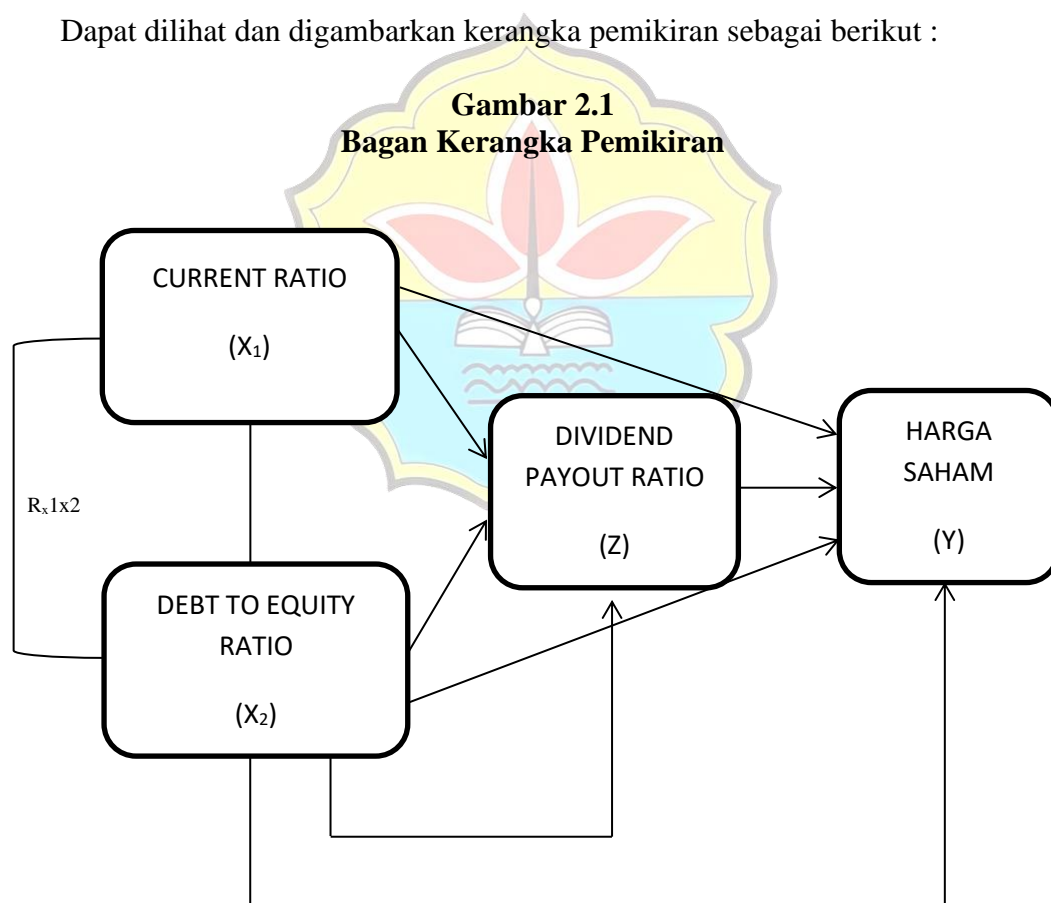 Dapat dilihat dan digambarkan kerangka pemikiran sebagai berikut :
Gambar 2.1
Bagan Kerangka Pemikiran
CURRENT RATIO
(X₁)
DIVIDEND
PAYOUT RATIO
(Z)
HARGA
SAHAM
(Y)
Rₓ1x2
DEBT TO EQUITY
RATIO
(X₂)